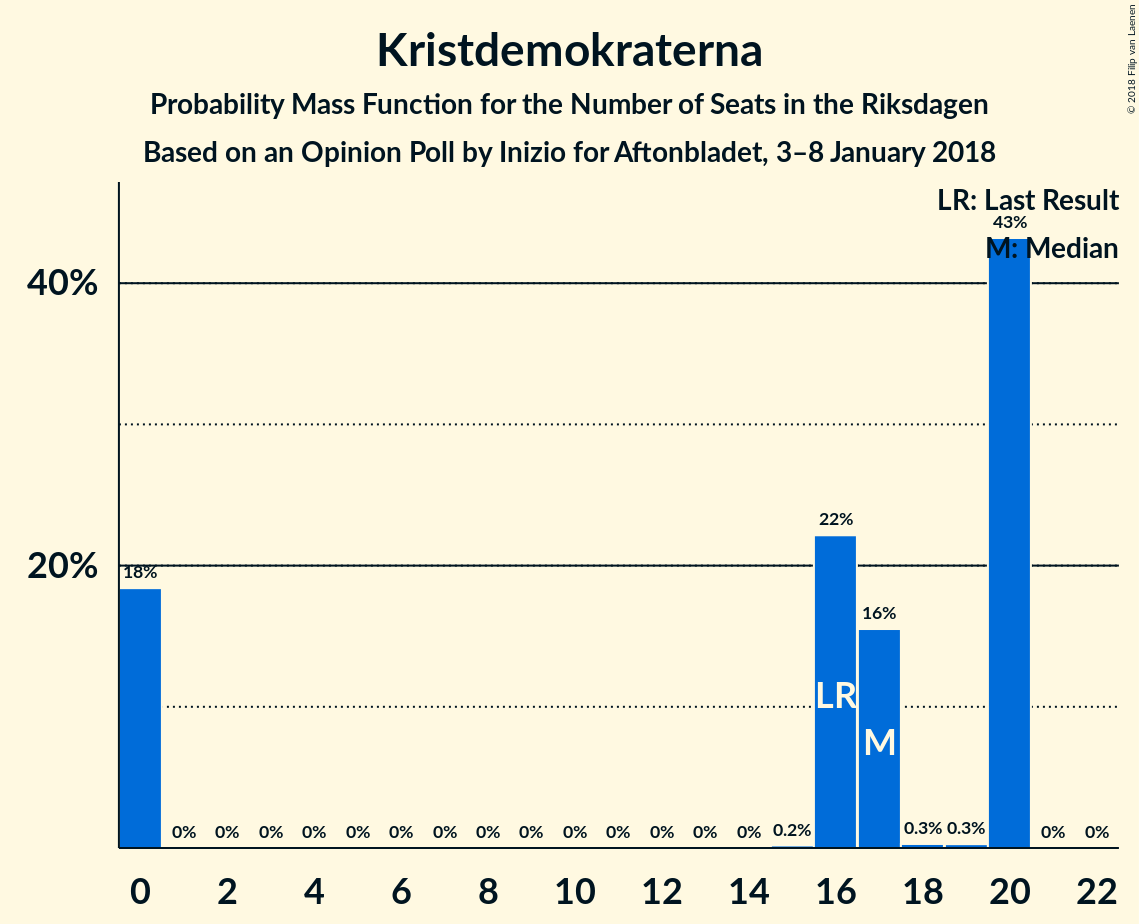 Kristdemokraterna
Probability Mass Function for the Number of Seats in the Riksdagen
Based on an Opinion Poll by Inizio for Aftonbladet, 3–8 January 2018
© 2018 Filip van Laenen
LR: Last Result
M: Median
43%
40%
22%
20%
18%
16%
LR
M
0% 0% 0% 0% 0% 0% 0% 0% 0% 0% 0% 0% 0% 0% 0.2% 0.3% 0.3% 0% 0%
0 2 4 6 8 10 12 14 16 18 20 22